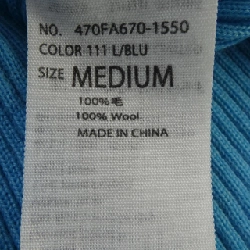 NO. 470FA670-1550
COLOR 111 L/BLU
SIZE MEDIUM
100%毛
100% Wool
MADE IN CHINA